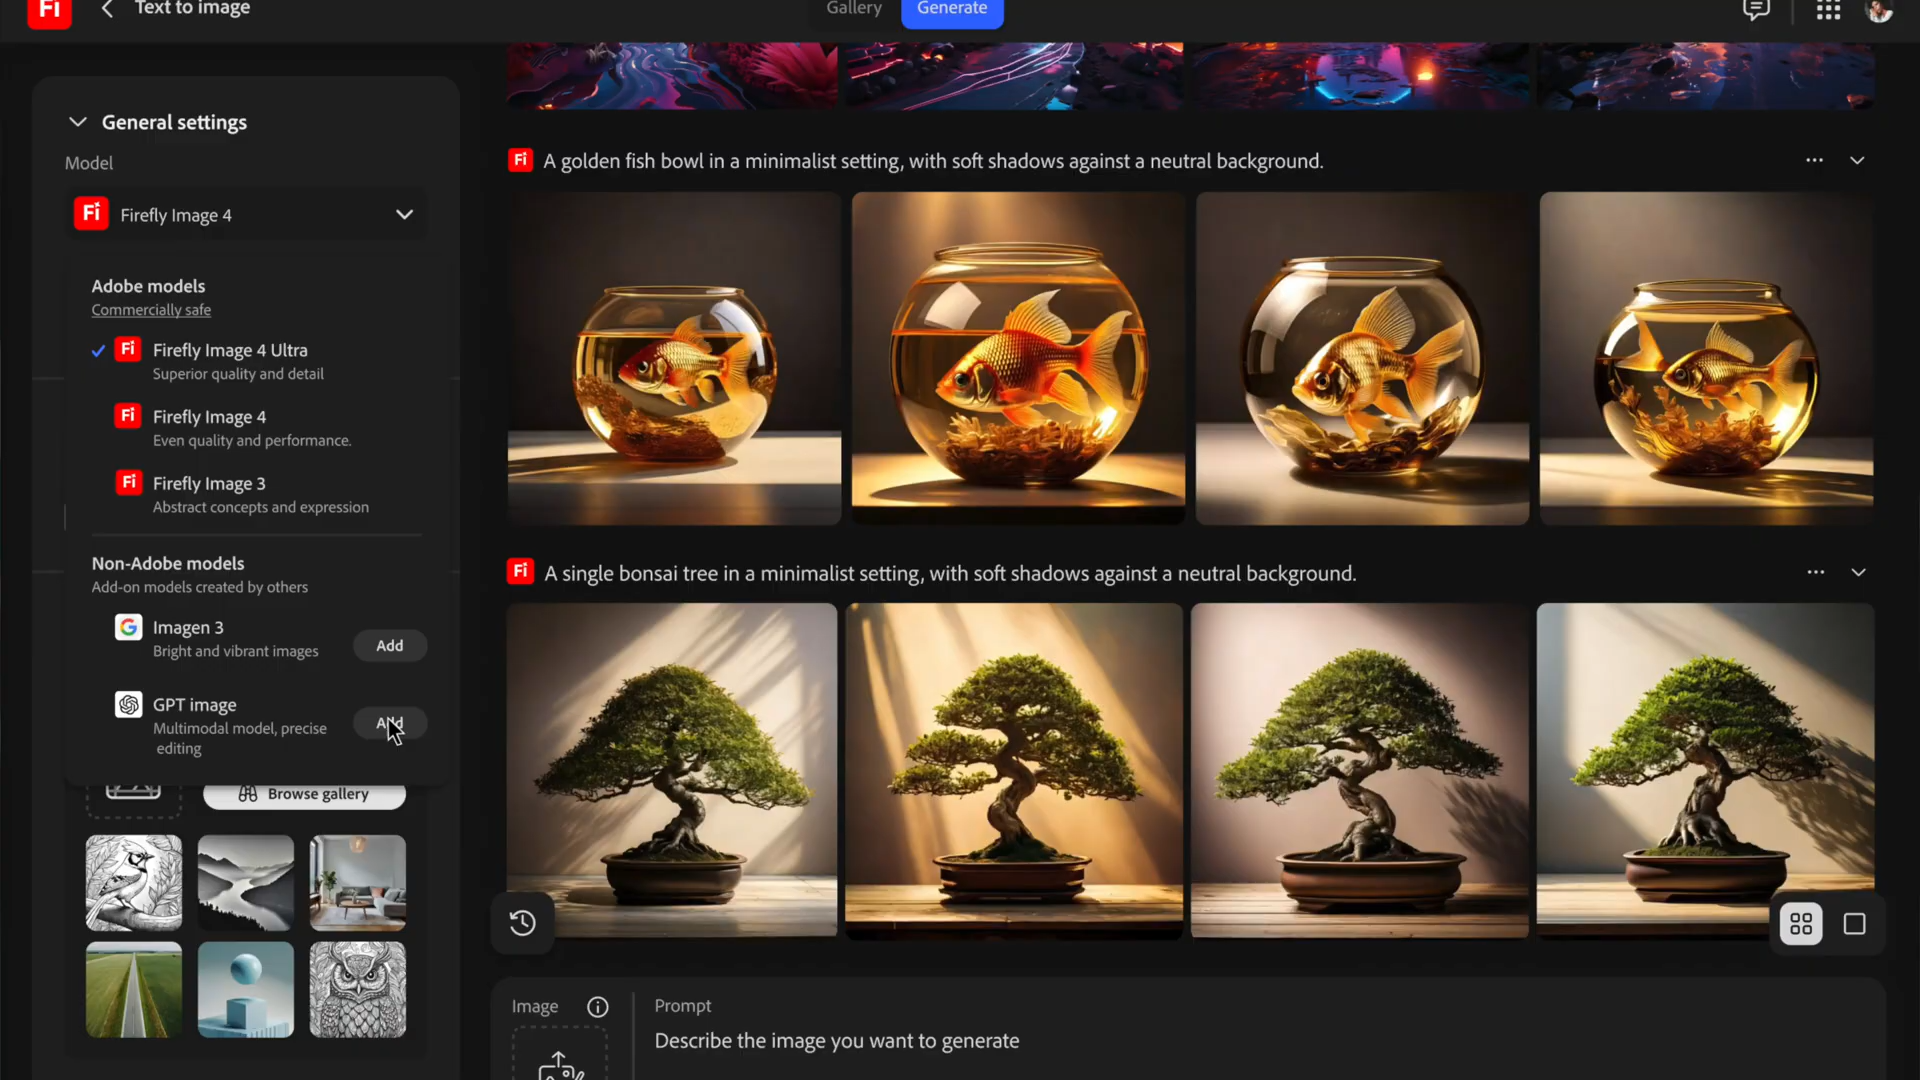 Fi
Text to image
Gallery
Generate
General settings
Model
Fi
Firefly Image 4
Adobe models
Commercially safe
Fi
Firefly Image 4 Ultra
Superior quality and detail
Fi
Firefly Image 4
Even quality and performance.
Fi
Firefly Image 3
Abstract concepts and expression
Non-Adobe models
Add-on models created by others
G
Imagen 3
Bright and vibrant images
Add
GPT image
Multimodal model, precise
editing
Add
Browse gallery
Fi
A golden fish bowl in a minimalist setting, with soft shadows against a neutral background.
Fi
A single bonsai tree in a minimalist setting, with soft shadows against a neutral background.
Image
Prompt
Describe the image you want to generate